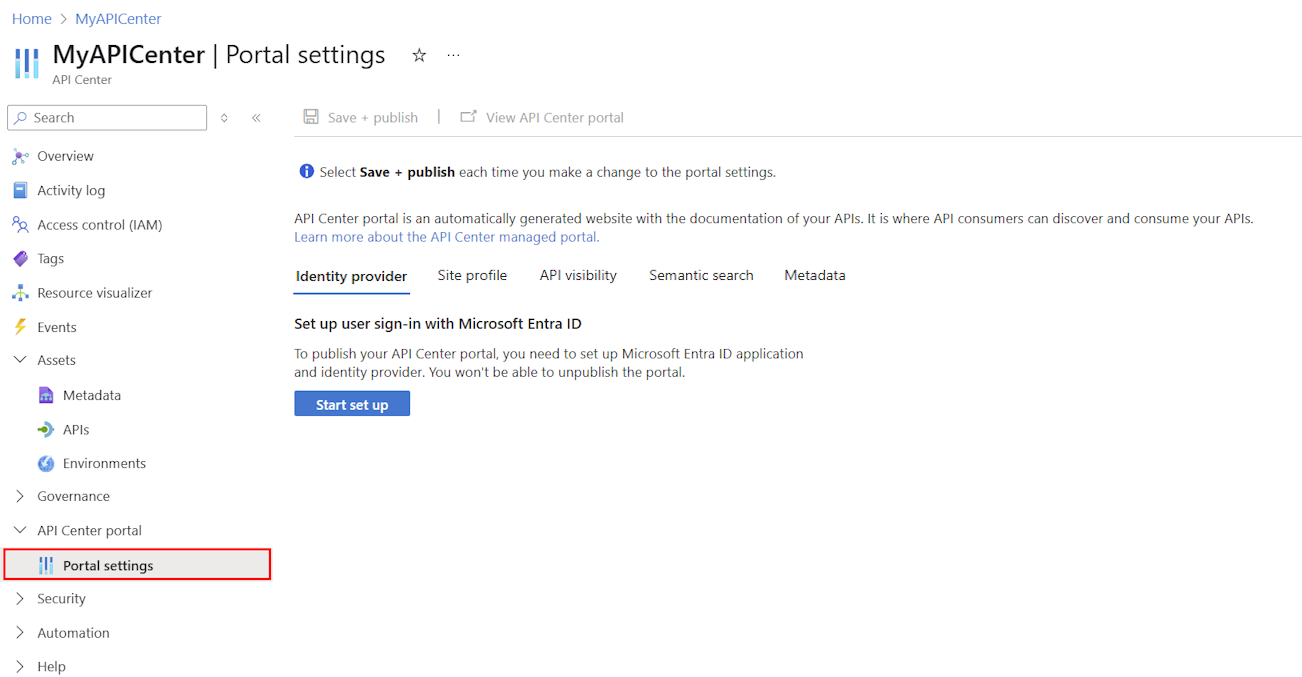 Home > MyAPICenter
MyAPICenter | Portal settings
API Center
Search
Save + publish | View API Center portal
Overview
Activity log
Access control (IAM)
Tags
Resource visualizer
Events
Assets
Metadata
APIs
Environments
Governance
API Center portal
Portal settings
Security
Automation
Help
Select Save + publish each time you make a change to the portal settings.
API Center portal is an automatically generated website with the documentation of your APIs. It is where API consumers can discover and consume your APIs.
Learn more about the API Center managed portal.
Identity provider Site profile API visibility Semantic search Metadata
Set up user sign-in with Microsoft Entra ID
To publish your API Center portal, you need to set up Microsoft Entra ID application
and identity provider. You won't be able to unpublish the portal.
Start set up